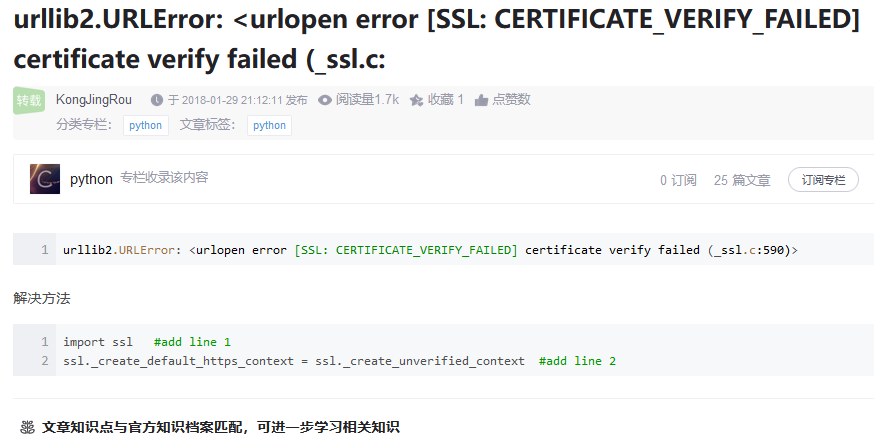 urllib2.URLError: <urlopen error [SSL: CERTIFICATE_VERIFY_FAILED]
certificate verify failed (_ssl.c:
转载 KongJingRou 于 2018-01-29 21:12:11 发布 阅读量1.7k 收藏 1 点赞数
分类专栏： python 文章标签： python
G python 专栏收录该内容 0 订阅 25 篇文章 订阅专栏
1 urllib2.URLError: <urlopen error [SSL: CERTIFICATE_VERIFY_FAILED] certificate verify failed (_ssl.c:590)>
解决方法
1 import ssl #add line 1
2 ssl._create_default_https_context = ssl._create_unverified_context #add line 2
文章知识点与官方知识档案匹配，可进一步学习相关知识